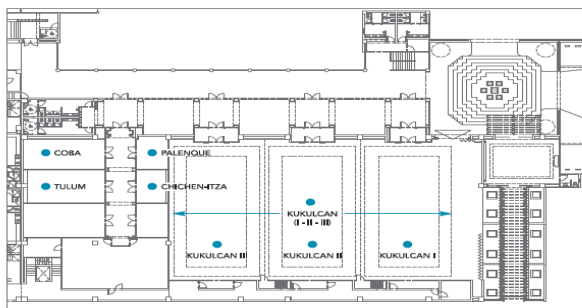 COBA
PALENQUE
TULUM
CHICHEN-ITZA
KUKULCAN
(I - II - III)
KUKULCAN III
KUKULCAN II
KUKULCAN I